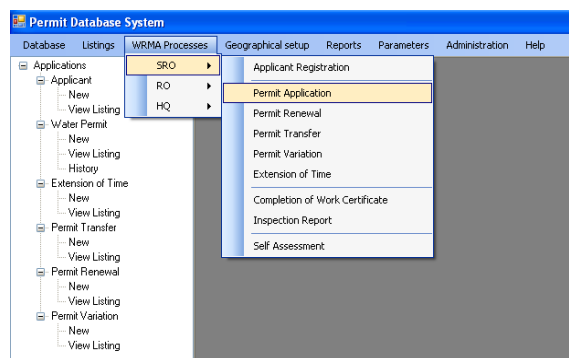 Permit Database System
Database Listings WRMA Processes Geographical setup Reports Parameters Administration Help
Applications
Applicant
New
View Listing
Water Permit
New
View Listing
History
Extension of Time
New
View Listing
Permit Transfer
New
View Listing
Permit Renewal
New
View Listing
Permit Variation
New
View Listing
SRO
RO
HQ
Applicant Registration
Permit Application
Permit Renewal
Permit Transfer
Permit Variation
Extension of Time
Completion of Work Certificate
Inspection Report
Self Assessment